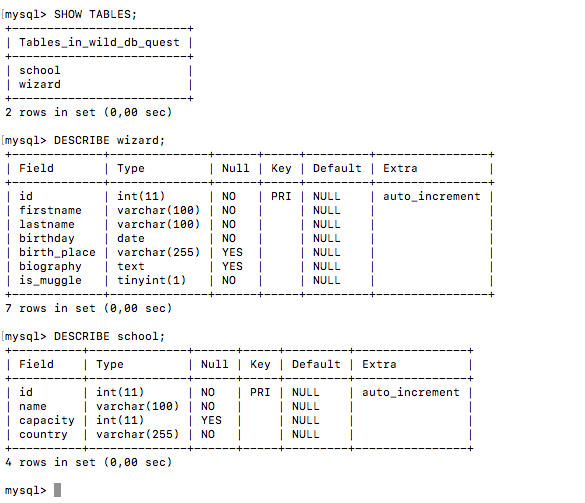 [mysql> SHOW TABLES;
+-------------------------+
| Tables_in_wild_db_quest |
+-------------------------+
| school                  |
| wizard                  |
+-------------------------+
2 rows in set (0,00 sec)
[mysql> DESCRIBE wizard;
+-------------+--------------+------+-----+---------+----------------+
| Field       | Type         | Null | Key | Default | Extra          |
+-------------+--------------+------+-----+---------+----------------+
| id          | int(11)      | NO   | PRI | NULL    | auto_increment |
| firstname   | varchar(100) | NO   |     | NULL    |                |
| lastname    | varchar(100) | NO   |     | NULL    |                |
| birthday    | date         | NO   |     | NULL    |                |
| birth_place | varchar(255) | YES  |     | NULL    |                |
| biography   | text         | YES  |     | NULL    |                |
| is_muggle   | tinyint(1)   | NO   |     | NULL    |                |
+-------------+--------------+------+-----+---------+----------------+
7 rows in set (0,00 sec)
[mysql> DESCRIBE school;
+----------+--------------+------+-----+---------+----------------+
| Field    | Type         | Null | Key | Default | Extra          |
+----------+--------------+------+-----+---------+----------------+
| id       | int(11)      | NO   | PRI | NULL    | auto_increment |
| name     | varchar(100) | NO   |     | NULL    |                |
| capacity | int(11)      | YES  |     | NULL    |                |
| country  | varchar(255) | NO   |     | NULL    |                |
+----------+--------------+------+-----+---------+----------------+
4 rows in set (0,00 sec)
mysql>